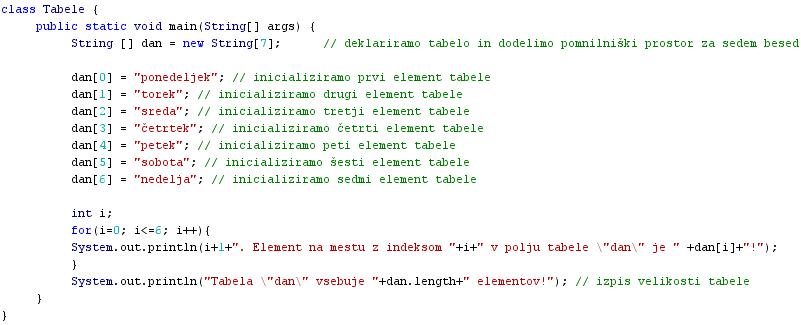 class Tabele {
public static void main(String[] args) {
String [] dan = new String[7]; // deklariramo tabelo in dodelimo pomnilniški prostor za sedem besed
dan[0] = "ponedeljek"; // inicializiramo prvi element tabele
dan[1] = "torek"; // inicializiramo drugi element tabele
dan[2] = "sreda"; // inicializiramo tretji element tabele
dan[3] = "četrtek"; // inicializiramo četrti element tabele
dan[4] = "petek"; // inicializiramo peti element tabele
dan[5] = "sobota"; // inicializiramo šesti element tabele
dan[6] = "nedelja"; // inicializiramo sedmi element tabele
int i;
for(i=0; i<=6; i++){
System.out.println(i+1+". Element na mestu z indeksom "+i+" v polju tabele \"dan\" je " +dan[i]+"!");
}
System.out.println("Tabela \"dan\" vsebuje "+dan.length+" elementov!"); // izpis velikosti tabele
}
}